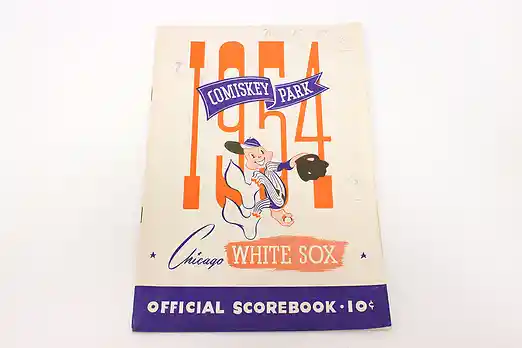 1954
COMISKEY PARK
Chicago WHITE SOX
OFFICIAL SCOREBOOK · 10¢